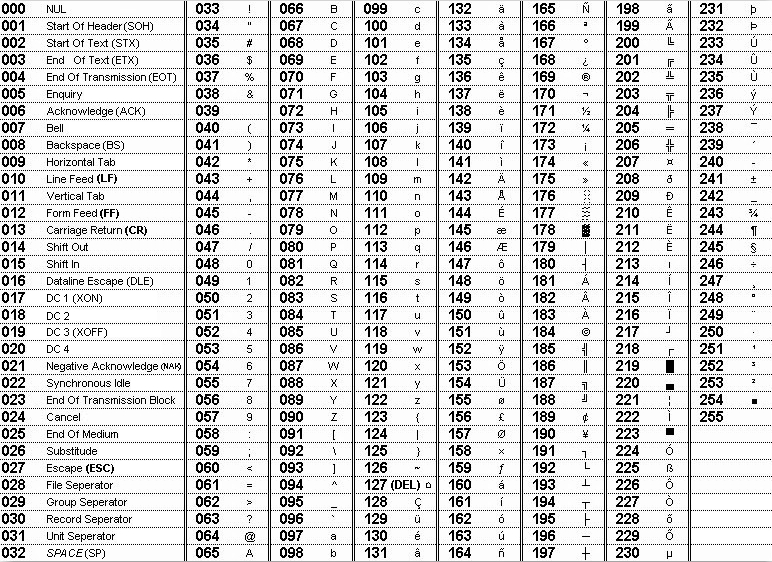 000 NUL 033 ! 066 B 099 c 132 ä 165 Ñ 198 ã 231 þ
001 Start Of Header (SOH) 034 " 067 C 100 d 133 à 166 ª 199 Ã 232 Þ
002 Start Of Text (STX) 035 # 068 D 101 e 134 å 167 º 200 ╚ 233 Ú
003 End Of Text (ETX) 036 $ 069 E 102 f 135 ç 168 ¿ 201 ╔ 234 Û
004 End Of Transmission (EOT) 037 % 070 F 103 g 136 ê 169 ® 202 ╩ 235 Ù
005 Enquiry 038 & 071 G 104 h 137 ë 170 ¬ 203 ╦ 236 ý
006 Acknowledge (ACK) 039 072 H 105 i 138 è 171 ½ 204 ╠ 237 Ý
007 Bell 040 ( 073 I 106 j 139 ï 172 ¼ 205 ═ 238 ¯
008 Backspace (BS) 041 ) 074 J 107 k 140 î 173 ¡ 206 ╬ 239 ´
009 Horizontal Tab 042 * 075 K 108 l 141 ì 174 « 207 ¤ 240 -
010 Line Feed (LF) 043 + 076 L 109 m 142 Ä 175 » 208 ð 241 ±
011 Vertical Tab 044 , 077 M 110 n 143 Å 176 ░ 209 Ð 242 _
012 Form Feed (FF) 045 - 078 N 111 o 144 É 177 ▒ 210 Ê 243 ¾
013 Carriage Return (CR) 046 . 079 O 112 p 145 æ 178 ▓ 211 Ë 244 ¶
014 Shift Out 047 / 080 P 113 q 146 Æ 179 │ 212 È 245 §
015 Shift In 048 0 081 Q 114 r 147 ô 180 ┤ 213 ı 246 ÷
016 Dataline Escape (DLE) 049 1 082 R 115 s 148 ö 181 Á 214 Í 247 ¸
017 DC 1 (XON) 050 2 083 S 116 t 149 ò 182 Â 215 Î 248 °
018 DC 2 051 3 084 T 117 u 150 û 183 À 216 Ï 249 ¨
019 DC 3 (XOFF) 052 4 085 U 118 v 151 ù 184 © 217 ┘ 250 ·
020 DC 4 053 5 086 V 119 w 152 ÿ 185 ╣ 218 ┌ 251 ¹
021 Negative Acknowledge (NAK) 054 6 087 W 120 x 153 Ö 186 ║ 219 █ 252 ³
022 Synchronous Idle 055 7 088 X 121 y 154 Ü 187 ╗ 220 ▄ 253 ²
023 End Of Transmission Block 056 8 089 Y 122 z 155 ø 188 ╝ 221 ¦ 254 ■
024 Cancel 057 9 090 Z 123 { 156 £ 189 ¢ 222 Ì 255
025 End Of Medium 058 : 091 [ 124 | 157 Ø 190 ¥ 223 ▀
026 Substitude 059 ; 092 \ 125 } 158 × 191 ┐ 224 Ó
027 Escape (ESC) 060 < 093 ] 126 ~ 159 ƒ 192 └ 225 ß
028 File Seperator 061 = 094 ^ 127 (DEL) ⌂ 160 á 193 ┴ 226 Ô
029 Group Seperator 062 > 095 _ 128 Ç 161 í 194 ┬ 227 Ò
030 Record Seperator 063 ? 096 ` 129 ü 162 ó 195 ├ 228 õ
031 Unit Seperator 064 @ 097 a 130 é 163 ú 196 ─ 229 Õ
032 SPACE (SP) 065 A 098 b 131 â 164 ñ 197 ┼ 230 µ